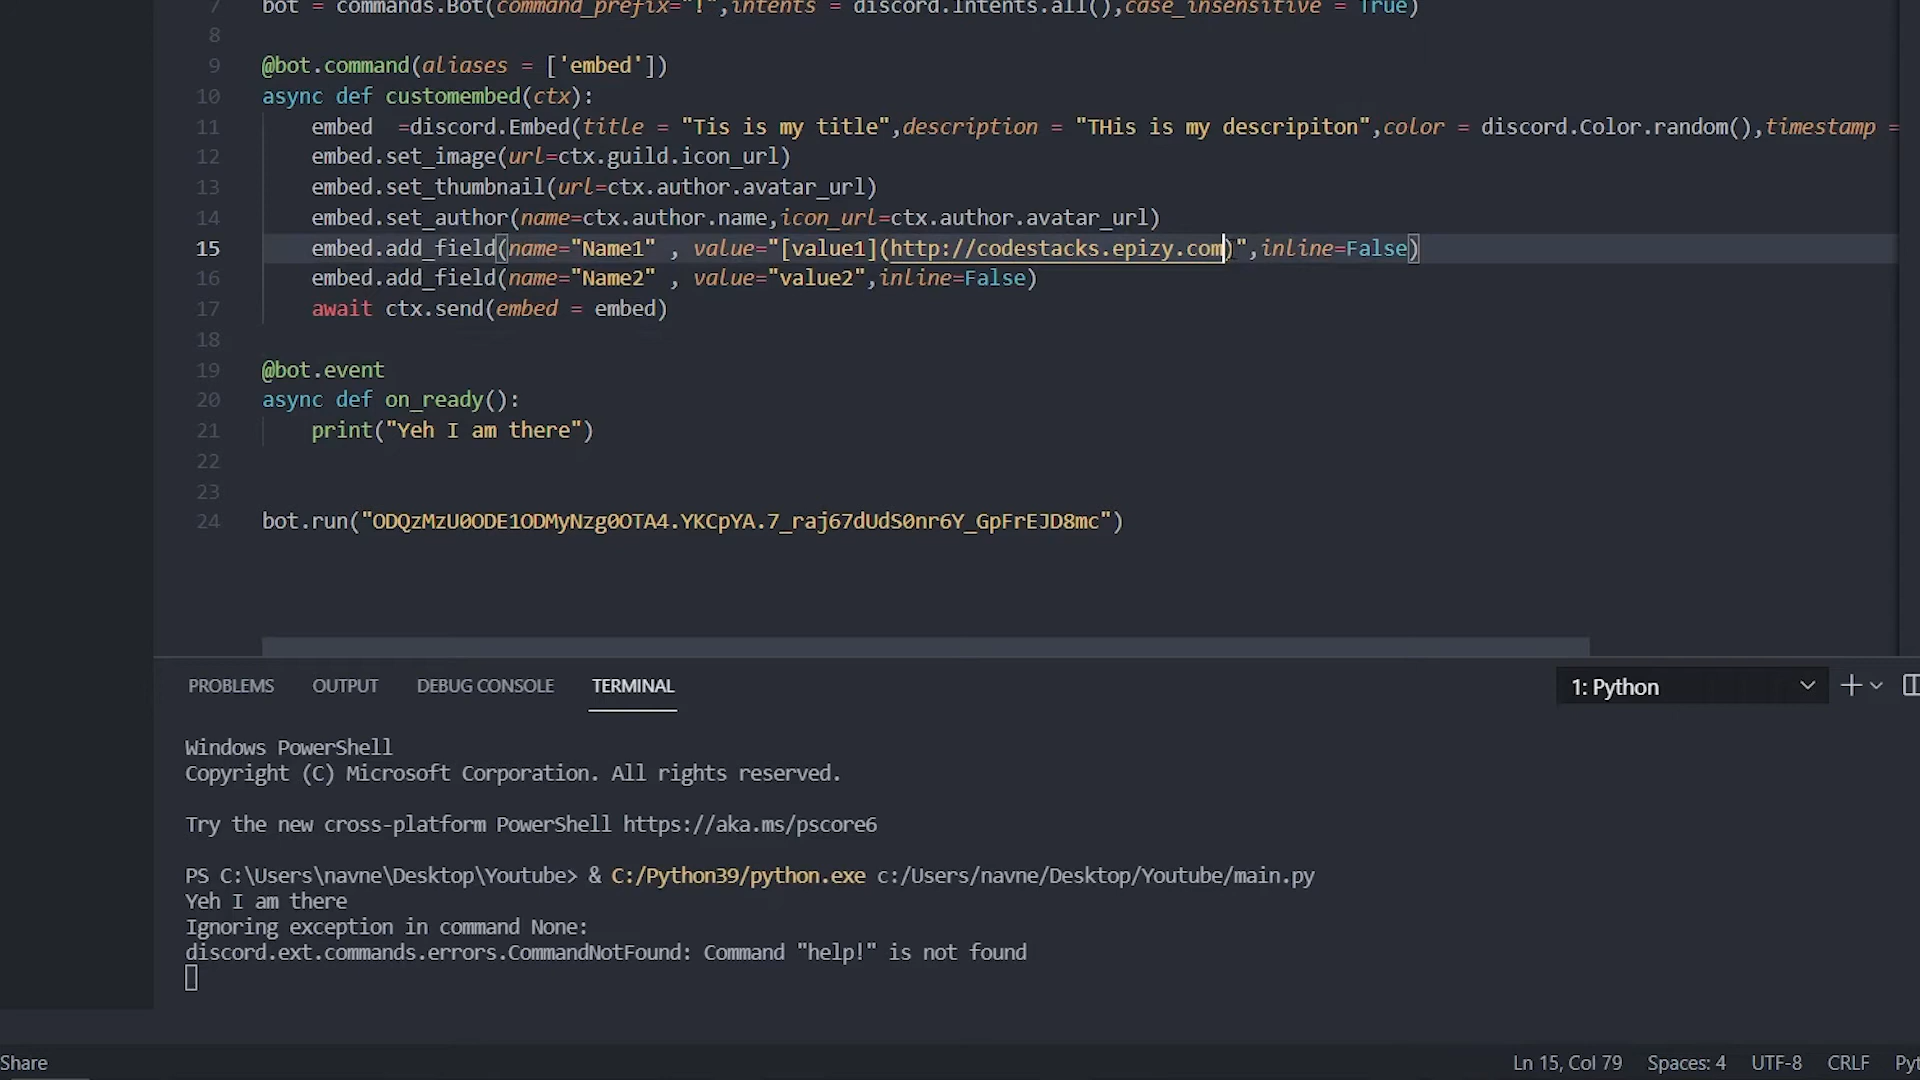 7 bot = commands.Bot(command_prefix="!",intents = discord.Intents.all(),case_insensitive = True)
8
9 @bot.command(aliases = ['embed'])
10 async def customembed(ctx):
11 embed  =discord.Embed(title = "Tis is my title",description = "THis is my descripiton",color = discord.Color.random(),timestamp =
12 embed.set_image(url=ctx.guild.icon_url)
13 embed.set_thumbnail(url=ctx.author.avatar_url)
14 embed.set_author(name=ctx.author.name,icon_url=ctx.author.avatar_url)
15 embed.add_field(name="Name1" , value="[value1](http://codestacks.epizy.com)",inline=False)
16 embed.add_field(name="Name2" , value="value2",inline=False)
17 await ctx.send(embed = embed)
18
19 @bot.event
20 async def on_ready():
21 print("Yeh I am there")
22
23
24 bot.run("ODQzMzU0ODE1ODMyNzg0OTA4.YKCpYA.7_raj67dUdS0nr6Y_GpFrEJD8mc")
PROBLEMS OUTPUT DEBUG CONSOLE TERMINAL 1: Python
Windows PowerShell
Copyright (C) Microsoft Corporation. All rights reserved.
Try the new cross-platform PowerShell https://aka.ms/pscore6
PS C:\Users\navne\Desktop\Youtube> & C:/Python39/python.exe c:/Users/navne/Desktop/Youtube/main.py
Yeh I am there
Ignoring exception in command None:
discord.ext.commands.errors.CommandNotFound: Command "help!" is not found
Share Ln 15, Col 79 Spaces: 4 UTF-8 CRLF